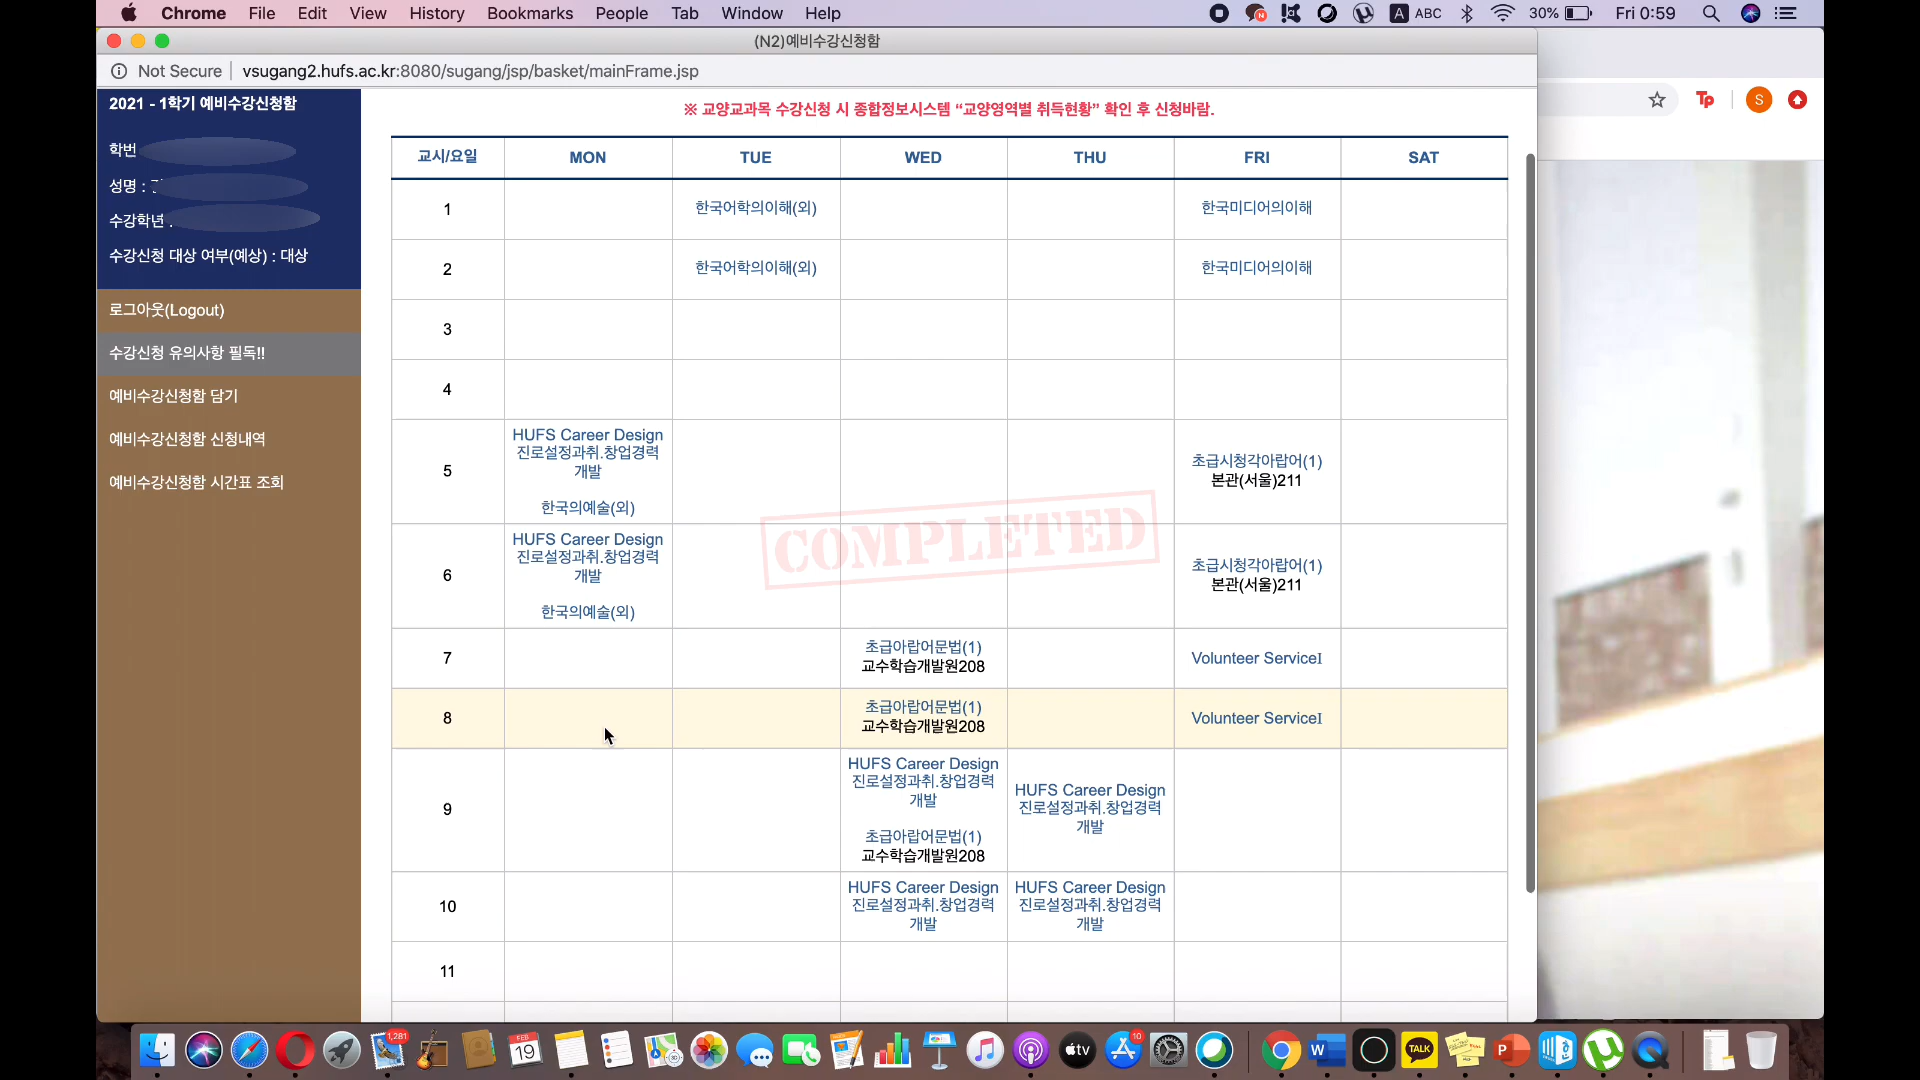 Chrome File Edit View History Bookmarks People Tab Window Help
A ABC 30% Fri 0:59
(N2)예비수강신청함
Not Secure vsugang2.hufs.ac.kr:8080/sugang/jsp/basket/mainFrame.jsp
Tp S
2021 - 1학기 예비수강신청함
학번
성명 :
수강학년 :
수강신청 대상 여부(예상) : 대상
로그아웃(Logout)
수강신청 유의사항 필독!!
예비수강신청함 담기
예비수강신청함 신청내역
예비수강신청함 시간표 조회
※ 교양교과목 수강신청 시 종합정보시스템 “교양영역별 취득현황” 확인 후 신청바람.
교시/요일 MON TUE WED THU FRI SAT
1 한국어학의이해(외) 한국미디어의이해
2 한국어학의이해(외) 한국미디어의이해
3
4
HUFS Career Design
진로설정과취.창업경력
개발
한국의예술(외)
5
초급시청각아랍어(1)
본관(서울)211
COMPLETED
HUFS Career Design
진로설정과취.창업경력
개발
한국의예술(외)
6
초급시청각아랍어(1)
본관(서울)211
7
초급아랍어문법(1)
교수학습개발원208
Volunteer ServiceI
8
초급아랍어문법(1)
교수학습개발원208
Volunteer ServiceI
9
HUFS Career Design
진로설정과취.창업경력
개발
초급아랍어문법(1)
교수학습개발원208
HUFS Career Design
진로설정과취.창업경력
개발
10
HUFS Career Design
진로설정과취.창업경력
개발
HUFS Career Design
진로설정과취.창업경력
개발
11
1,281
FEB
19
tv
10
W
TALK
P